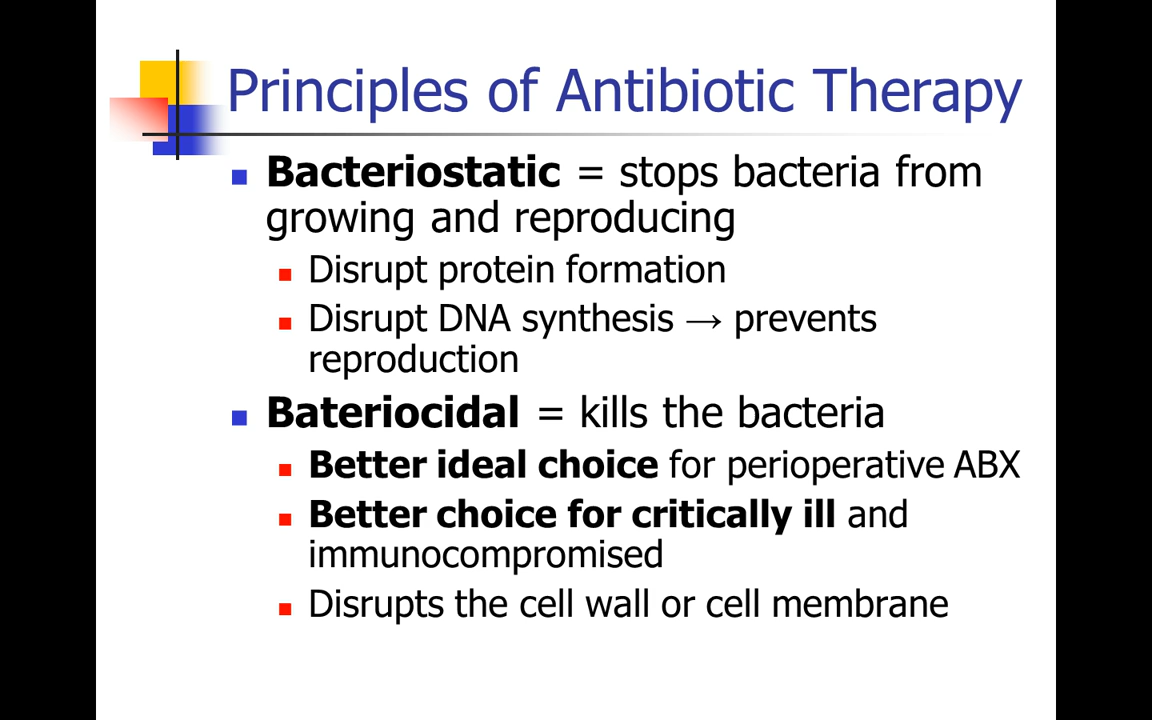 Principles of Antibiotic Therapy
Bacteriostatic = stops bacteria from
growing and reproducing
Disrupt protein formation
Disrupt DNA synthesis → prevents
reproduction
Bateriocidal = kills the bacteria
Better ideal choice for perioperative ABX
Better choice for critically ill and
immunocompromised
Disrupts the cell wall or cell membrane